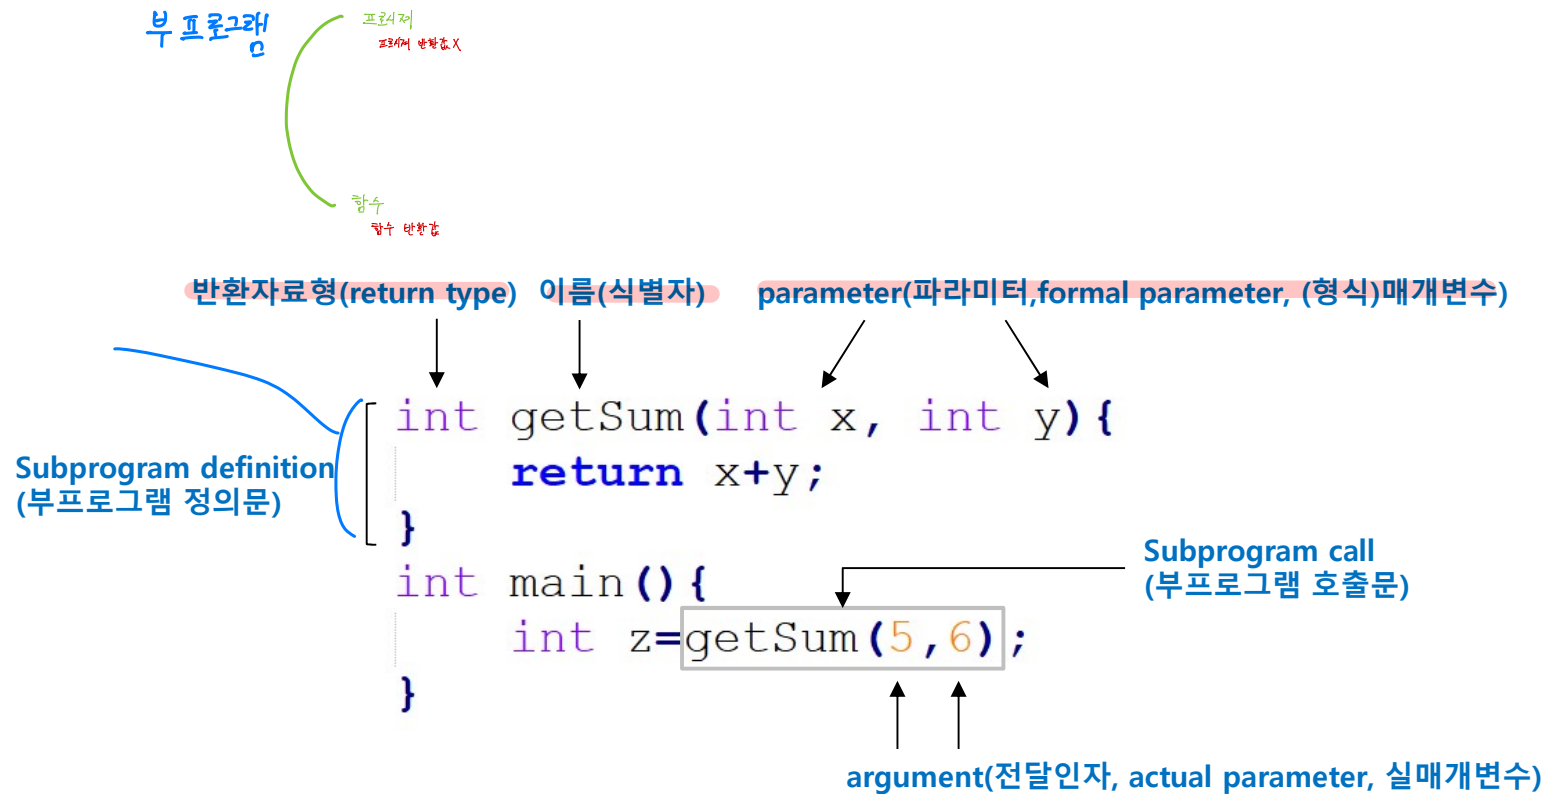 부프로그램
프로시져
프로시져 반환값 X
함수
함수 반환값
반환자료형(return type) 이름(식별자) parameter(파라미터,formal parameter, (형식)매개변수)
int getSum(int x, int y){
Subprogram definition
return x+y;
(부프로그램 정의문)
}
Subprogram call
int main(){
(부프로그램 호출문)
int z=getSum(5,6);
}
argument(전달인자, actual parameter, 실매개변수)